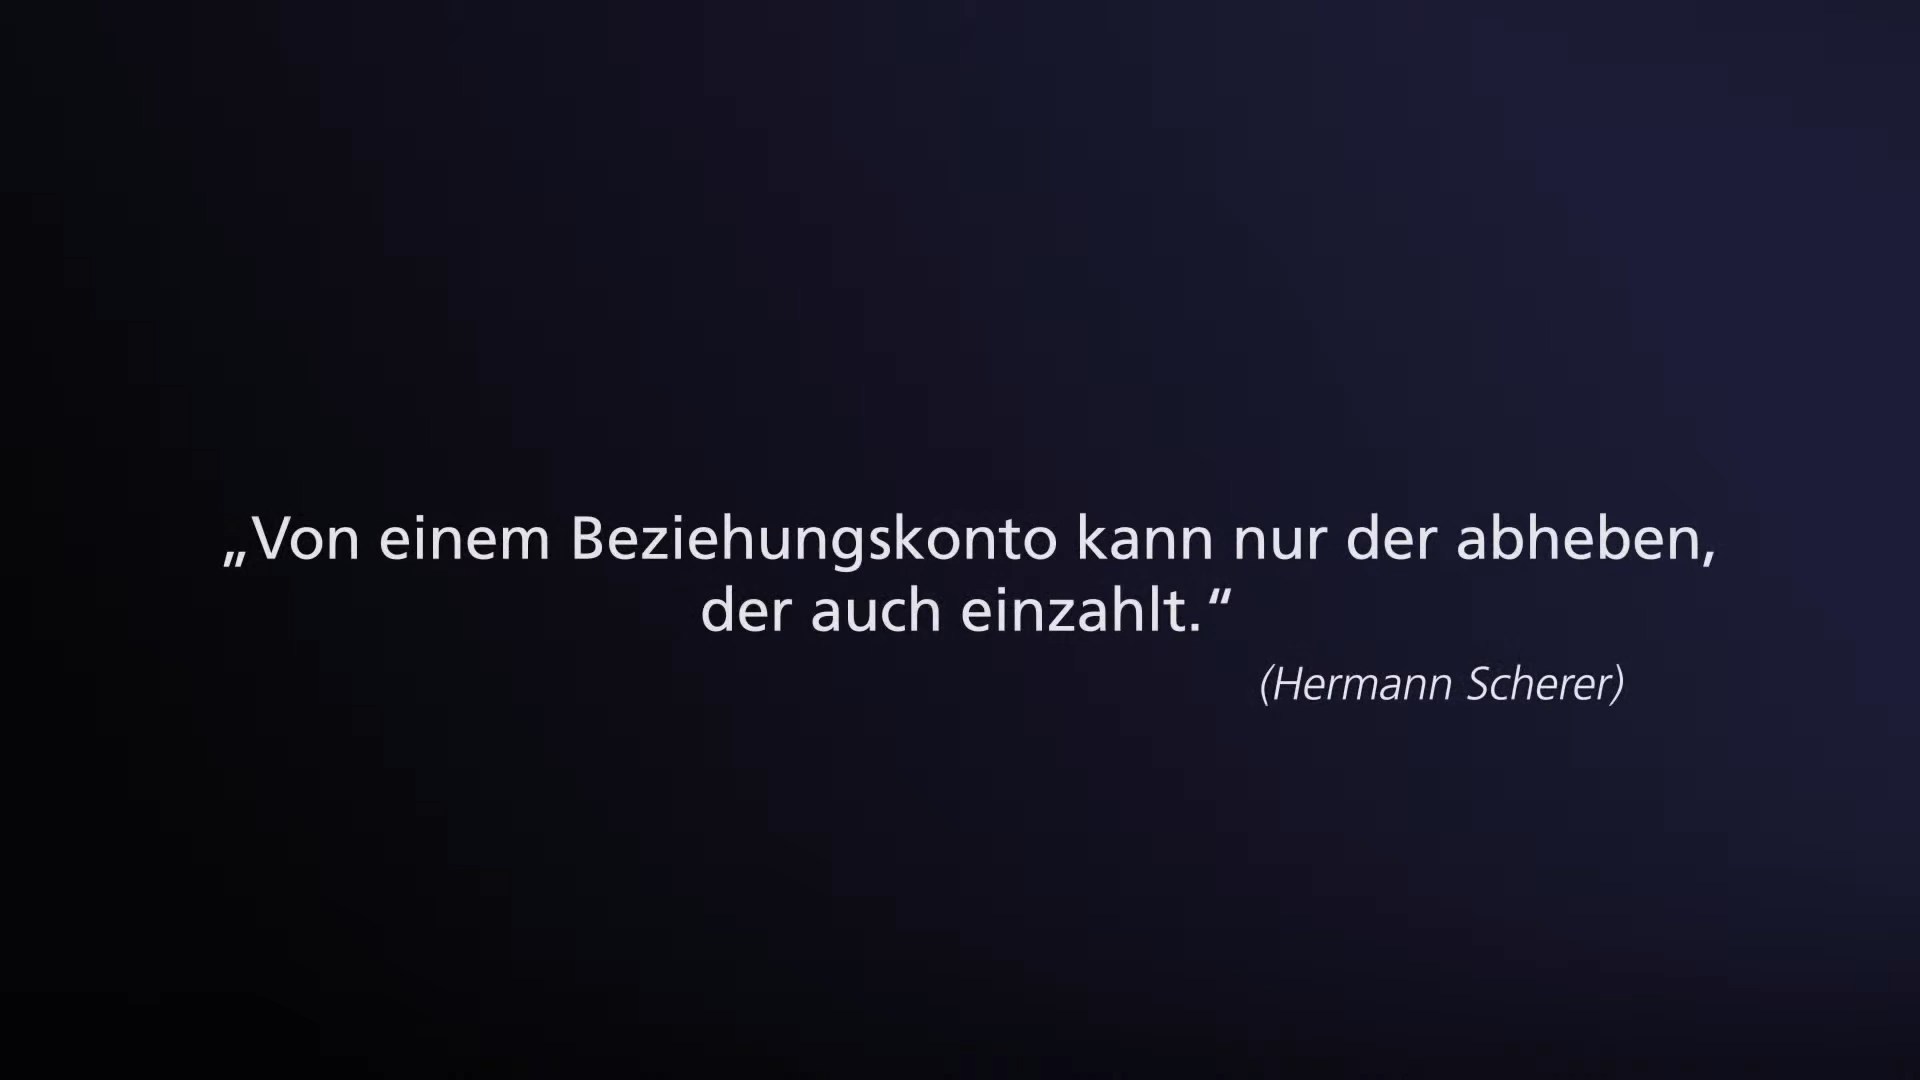 „Von einem Beziehungskonto kann nur der abheben,
der auch einzahlt.“
(Hermann Scherer)